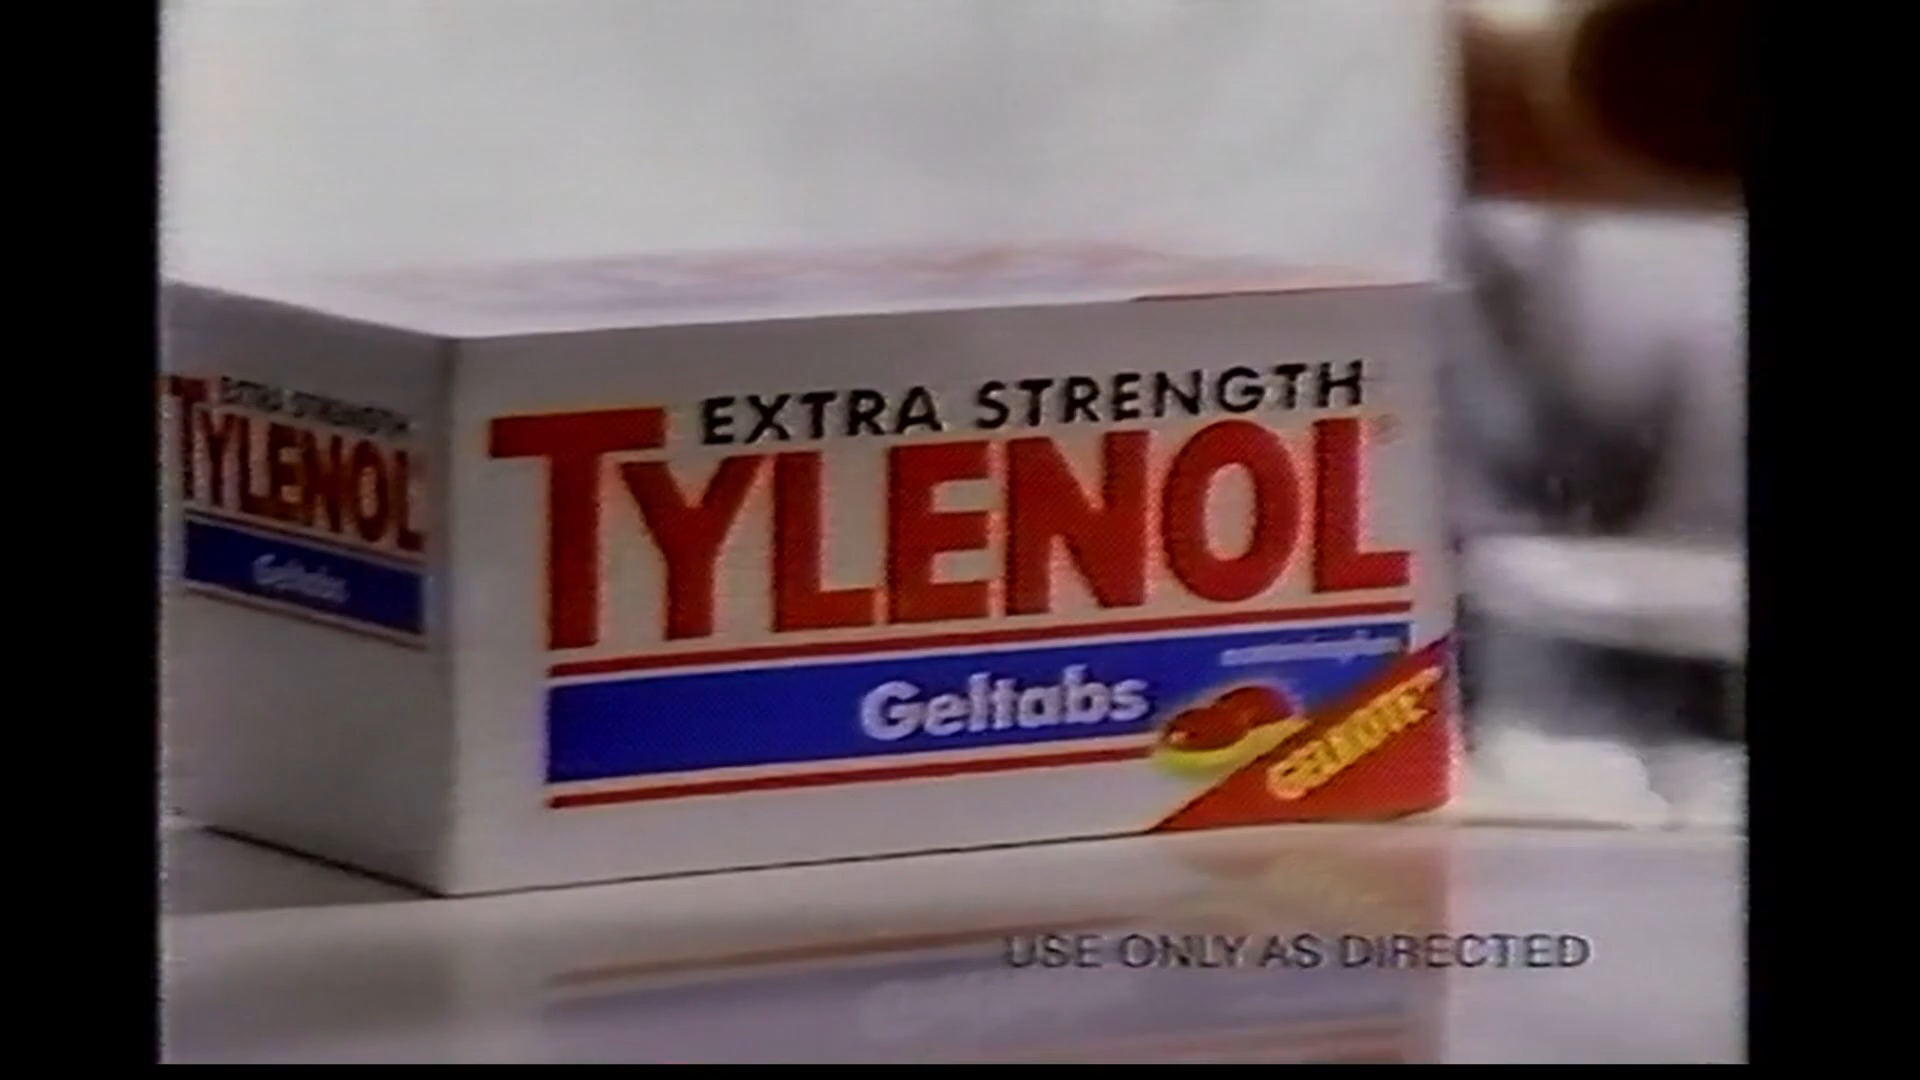 EXTRA STRENGTH
TYLENOL
Geltabs
EXTRA STRENGTH
TYLENOL®
Geltabs
USE ONLY AS DIRECTED